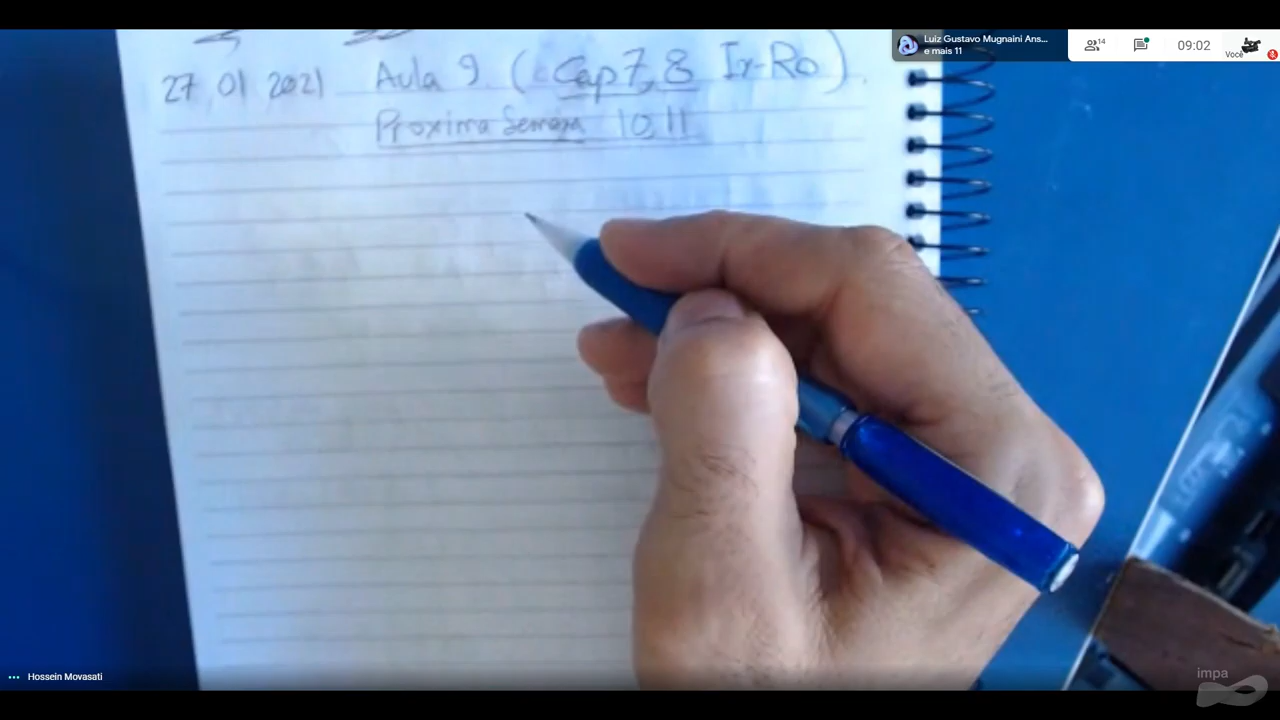 27 01 2021 Aula 9 (Cap 7, 8 Ir-Ro)
Proxima Semana 10, 11
Luiz Gustavo Mugnaini Ans...
e mais 11
14
09:02
Você
Hossein Movasati
impa